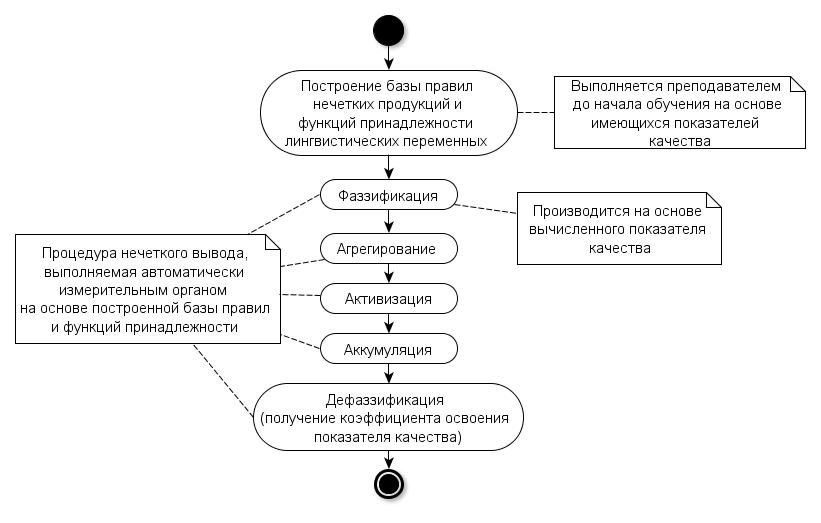 Построение базы правил
нечетких продукций и
функций принадлежности
лингвистических переменных
Выполняется преподавателем
до начала обучения на основе
имеющихся показателей
качества
Фаззификация
Производится на основе
вычисленного показателя
качества
Процедура нечеткого вывода,
выполняемая автоматически
измерительным органом
на основе построенной базы правил
и функций принадлежности
Агрегирование
Активизация
Аккумуляция
Дефаззификация
(получение коэффициента освоения
показателя качества)